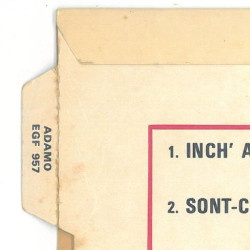 ADAMO
EGF 957
1. INCH' A
2. SONT-C